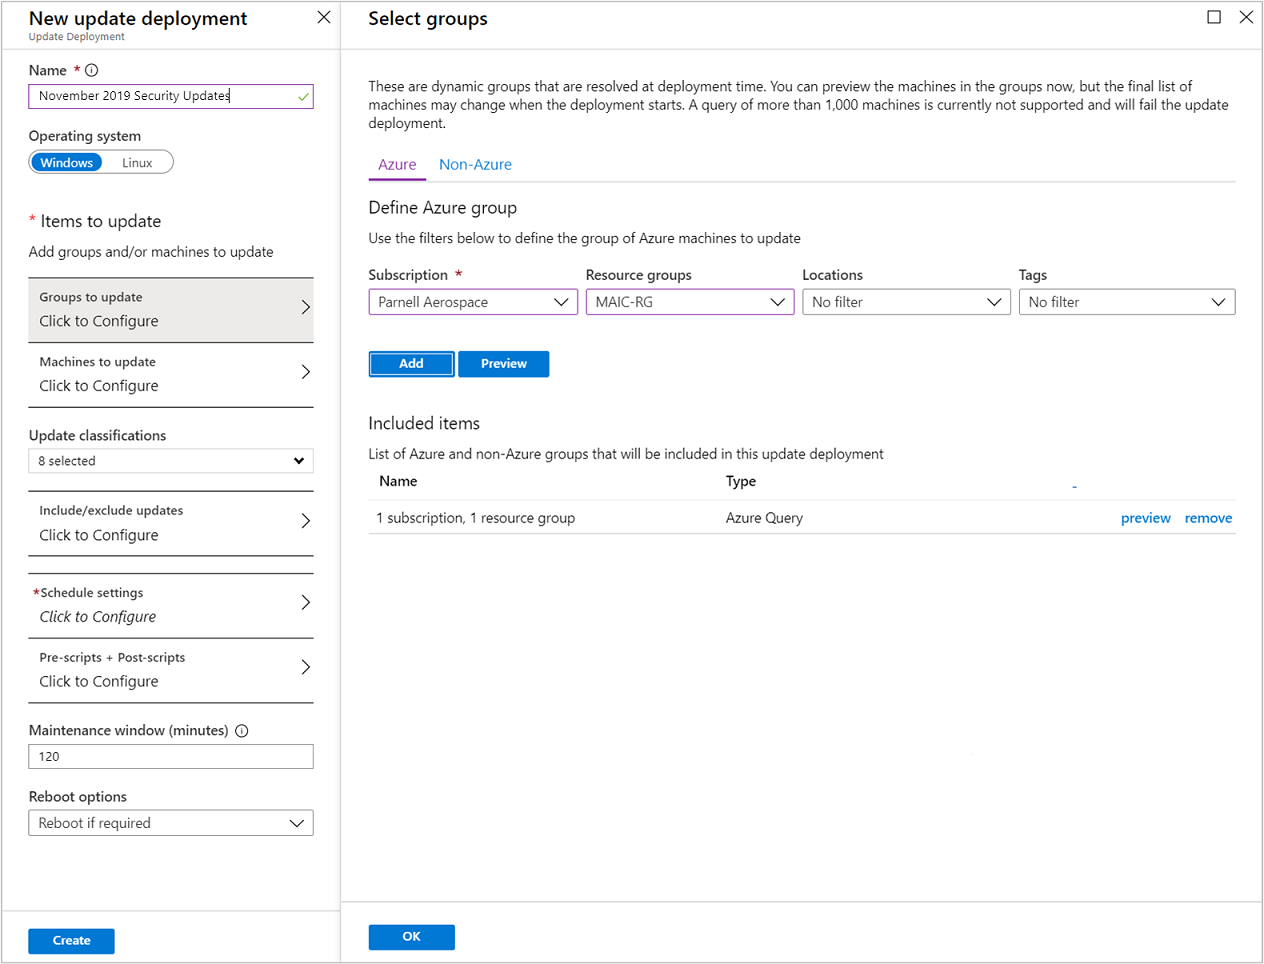 New update deployment
Update Deployment
Name *
November 2019 Security Updates
Operating system
Windows Linux
* Items to update
Add groups and/or machines to update
Groups to update
Click to Configure
Machines to update
Click to Configure
Update classifications
8 selected
Include/exclude updates
Click to Configure
*Schedule settings
Click to Configure
Pre-scripts + Post-scripts
Click to Configure
Maintenance window (minutes)
120
Reboot options
Reboot if required
Create
Select groups
These are dynamic groups that are resolved at deployment time. You can preview the machines in the groups now, but the final list of
machines may change when the deployment starts. A query of more than 1,000 machines is currently not supported and will fail the update
deployment.
Azure Non-Azure
Define Azure group
Use the filters below to define the group of Azure machines to update
Subscription * Resource groups Locations Tags
Parnell Aerospace MAIC-RG No filter No filter
Add Preview
Included items
List of Azure and non-Azure groups that will be included in this update deployment
Name Type
1 subscription, 1 resource group Azure Query preview remove
OK